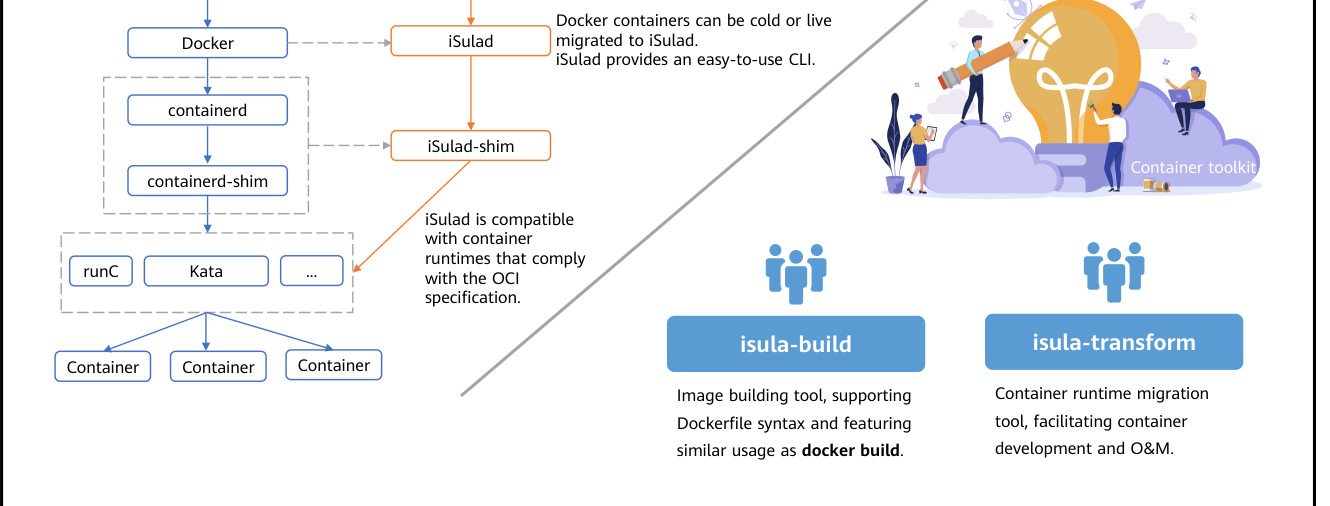 Docker
iSulad
Docker containers can be cold or live
migrated to iSulad.
iSulad provides an easy-to-use CLI.
containerd
iSulad-shim
containerd-shim
iSulad is compatible
with container
runtimes that comply
with the OCI
specification.
runC
Kata
...
Container
Container
Container
Container toolkit
isula-build
Image building tool, supporting
Dockerfile syntax and featuring
similar usage as docker build.
isula-transform
Container runtime migration
tool, facilitating container
development and O&M.